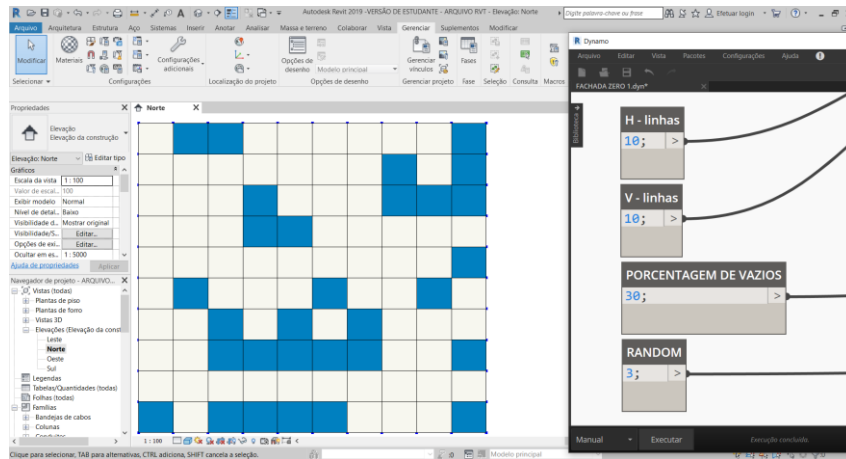 Autodesk Revit 2019 -VERSÃO DE ESTUDANTE - ARQUIVO RVT - Elevação: Norte
Digite palavra-chave ou frase
Efetuar login
Arquivo Arquitetura Estrutura Aço Sistemas Inserir Anotar Analisar Massa e terreno Colaborar Vista Gerenciar Suplementos Modificar
Modificar
Materiais
Configurações adicionais
Opções de desenho
Modelo principal
Gerenciar vínculos
Fases
Selecionar
Configurações
Localização do projeto
Opções de desenho
Gerenciar projeto
Fase
Seleção
Consulta
Macros
Propriedades
Elevação
Elevação da construção
Elevação: Norte
Editar tipo
Gráficos
Escala da vista 1 : 100
Valor de escal... 100
Exibir modelo Normal
Nível de detal... Baixo
Visibilidade d... Mostrar original
Visibilidade/S... Editar...
Opções de exi... Editar...
Ocultar em es... 1 : 5000
Ajuda de propriedades
Aplicar
Navegador de projeto - ARQUIVO...
Vistas (todas)
Plantas de piso
Plantas de forro
Vistas 3D
Elevações (Elevação da const
Leste
Norte
Oeste
Sul
Legendas
Tabelas/Quantidades (todas)
Folhas (todas)
Famílias
Bandejas de cabos
Colunas
Norte
1 : 100
Clique para selecionar, TAB para alternativas, CTRL adiciona, SHIFT cancela a seleção.
:0
Modelo principal
Dynamo
Arquivo Editar Vista Pacotes Configurações Ajuda
FACHADA ZERO 1.dyn*
Biblioteca
H - linhas
10; >
V - linhas
10; >
PORCENTAGEM DE VAZIOS
30; >
RANDOM
3; >
Manual
Executar
Execução concluída.